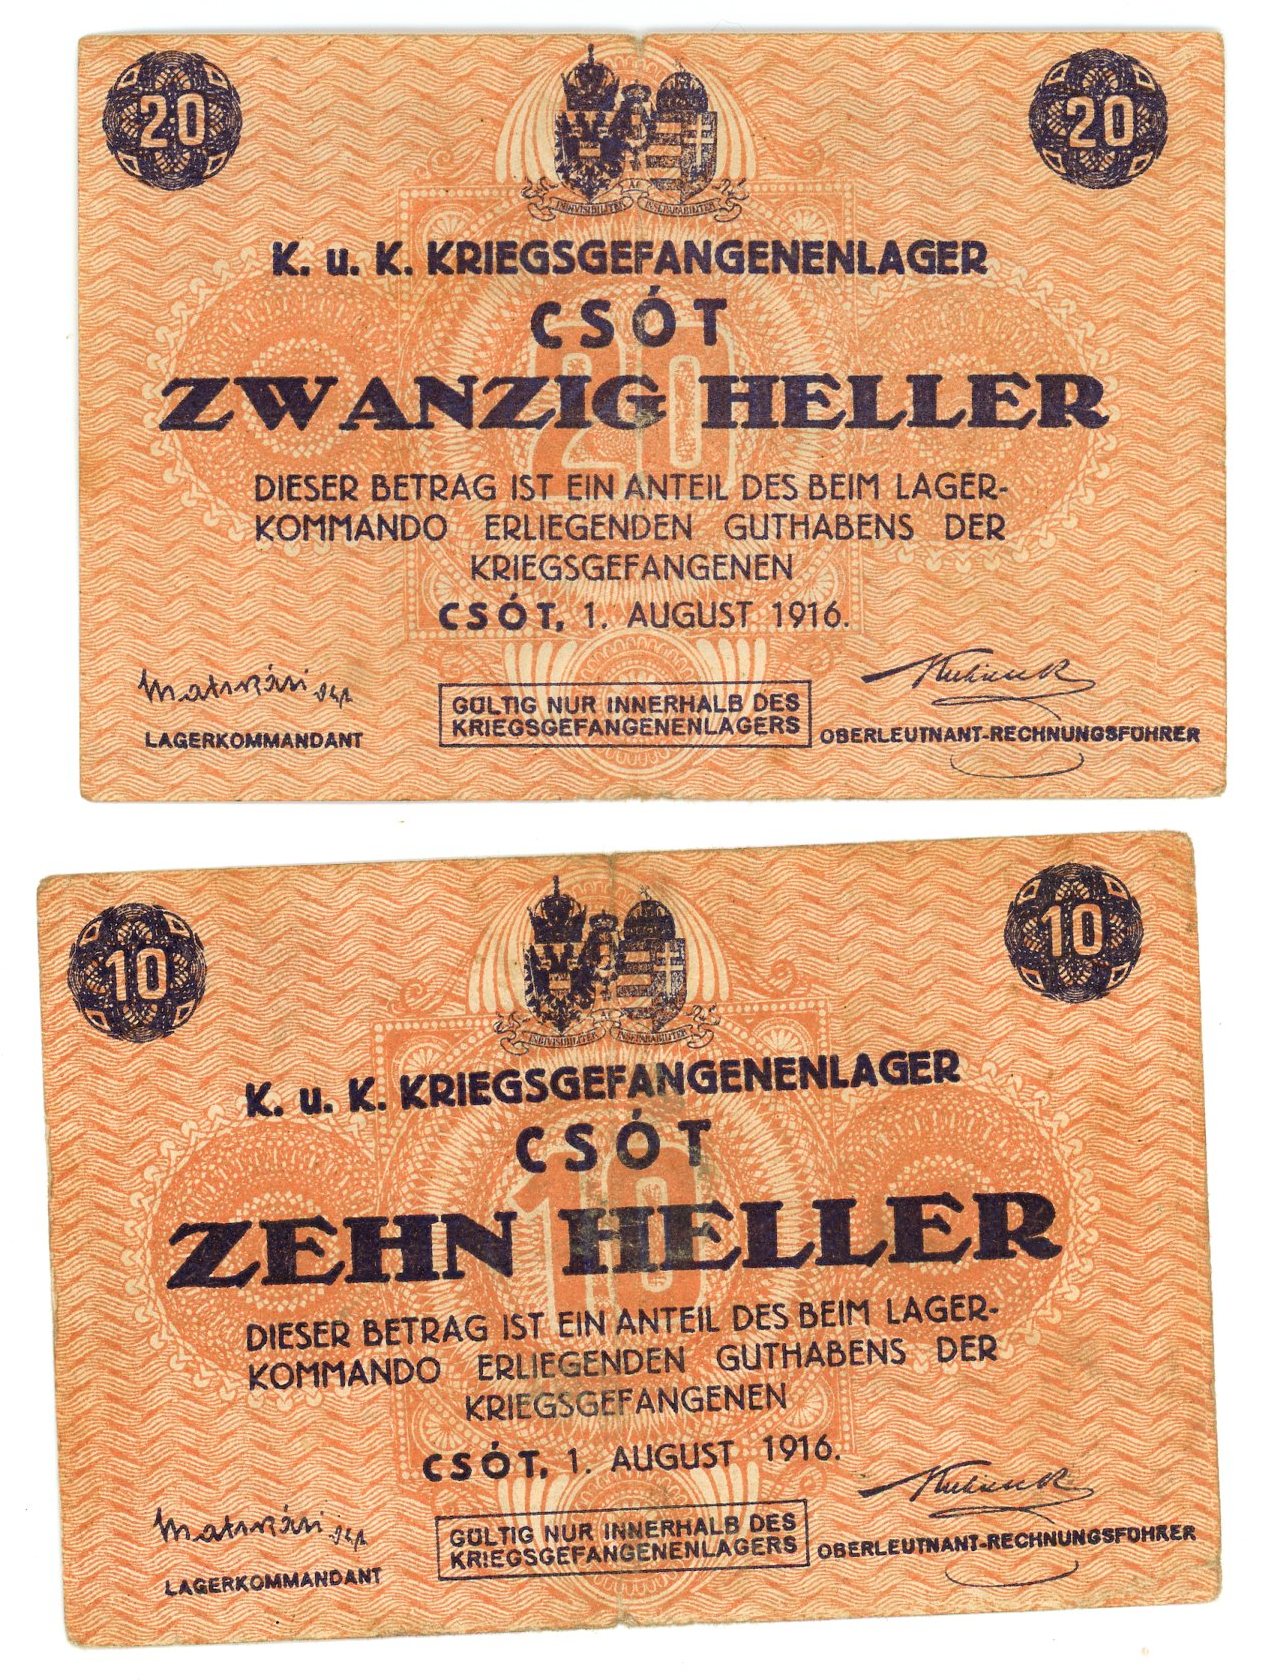 20 20
INDIVISIBILITER AC INSEPARABILITER
K. u. K. KRIEGSGEFANGENENLAGER
CSÓT
ZWANZIG HELLER
20
DIESER BETRAG IST EIN ANTEIL DES BEIM LAGER-
KOMMANDO ERLIEGENDEN GUTHABENS DER
KRIEGSGEFANGENEN
CSÓT, 1. AUGUST 1916.
GÜLTIG NUR INNERHALB DES
KRIEGSGEFANGENENLAGERS
LAGERKOMMANDANT
OBERLEUTNANT-RECHNUNGSFÜHRER
10 10
INDIVISIBILITER AC INSEPARABILITER
K. u. K. KRIEGSGEFANGENENLAGER
CSÓT
ZEHN HELLER
10
DIESER BETRAG IST EIN ANTEIL DES BEIM LAGER-
KOMMANDO ERLIEGENDEN GUTHABENS DER
KRIEGSGEFANGENEN
CSÓT, 1. AUGUST 1916.
GÜLTIG NUR INNERHALB DES
KRIEGSGEFANGENENLAGERS
LAGERKOMMANDANT
OBERLEUTNANT-RECHNUNGSFÜHRER